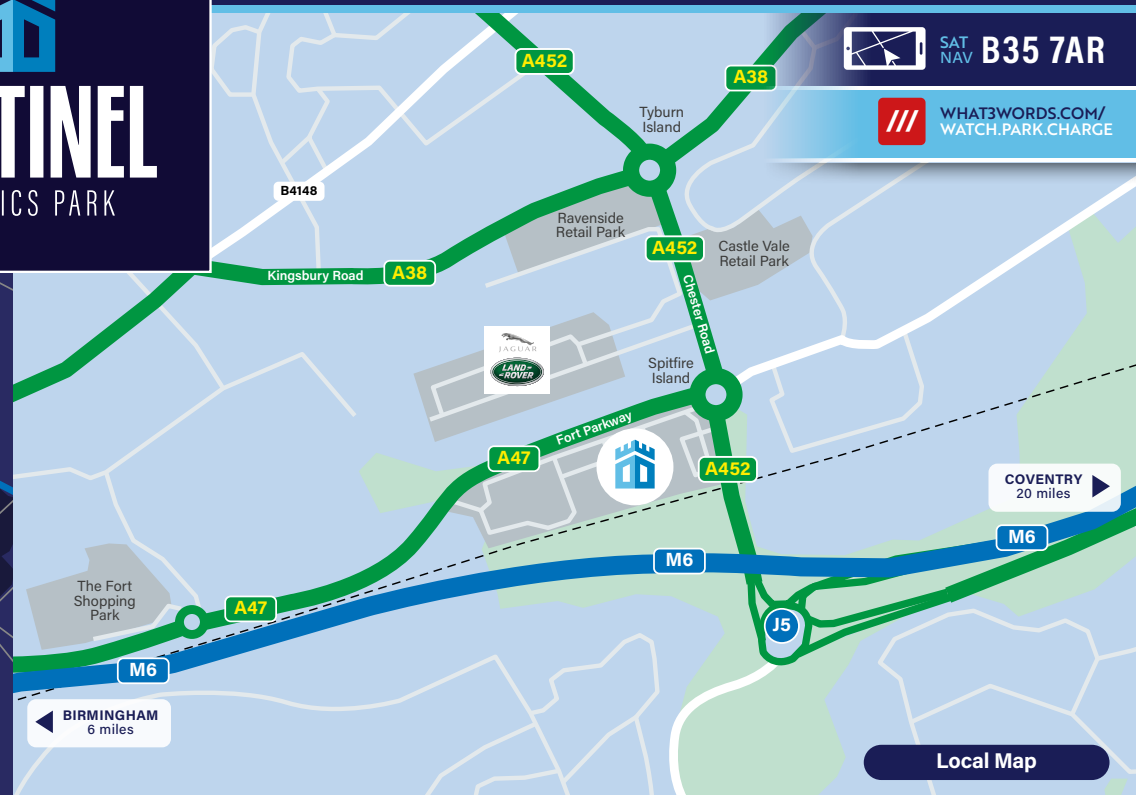 TINEL
ICS PARK
SAT
NAV
B35 7AR
WHAT3WORDS.COM/
WATCH.PARK.CHARGE
A452
A38
Tyburn
Island
B4148
Ravenside
Retail Park
A452
Castle Vale
Retail Park
Kingsbury Road
A38
Chester Road
JAGUAR
LAND-
-ROVER
Spitfire
Island
Fort Parkway
A47
A452
COVENTRY
20 miles
M6
M6
The Fort
Shopping
Park
A47
J5
M6
BIRMINGHAM
6 miles
Local Map